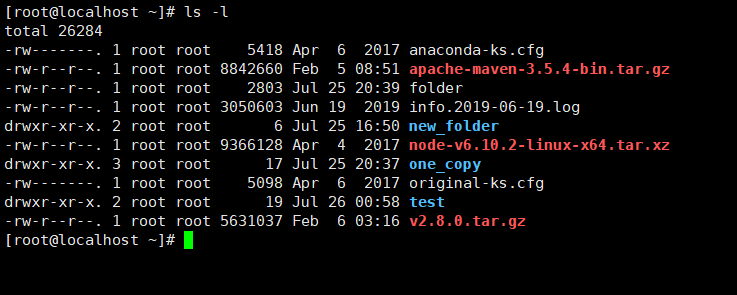 [root@localhost ~]# ls -l
total 26284
-rw-------. 1 root root    5418 Apr  6  2017 anaconda-ks.cfg
-rw-r--r--. 1 root root 8842660 Feb  5 08:51 apache-maven-3.5.4-bin.tar.gz
-rw-r--r--. 1 root root    2803 Jul 25 20:39 folder
-rw-r--r--. 1 root root 3050603 Jun 19  2019 info.2019-06-19.log
drwxr-xr-x. 2 root root       6 Jul 25 16:50 new_folder
-rw-r--r--. 1 root root 9366128 Apr  4  2017 node-v6.10.2-linux-x64.tar.xz
drwxr-xr-x. 3 root root      17 Jul 25 20:37 one_copy
-rw-------. 1 root root    5098 Apr  6  2017 original-ks.cfg
drwxr-xr-x. 2 root root      19 Jul 26 00:58 test
-rw-r--r--. 1 root root 5631037 Feb  6 03:16 v2.8.0.tar.gz
[root@localhost ~]#